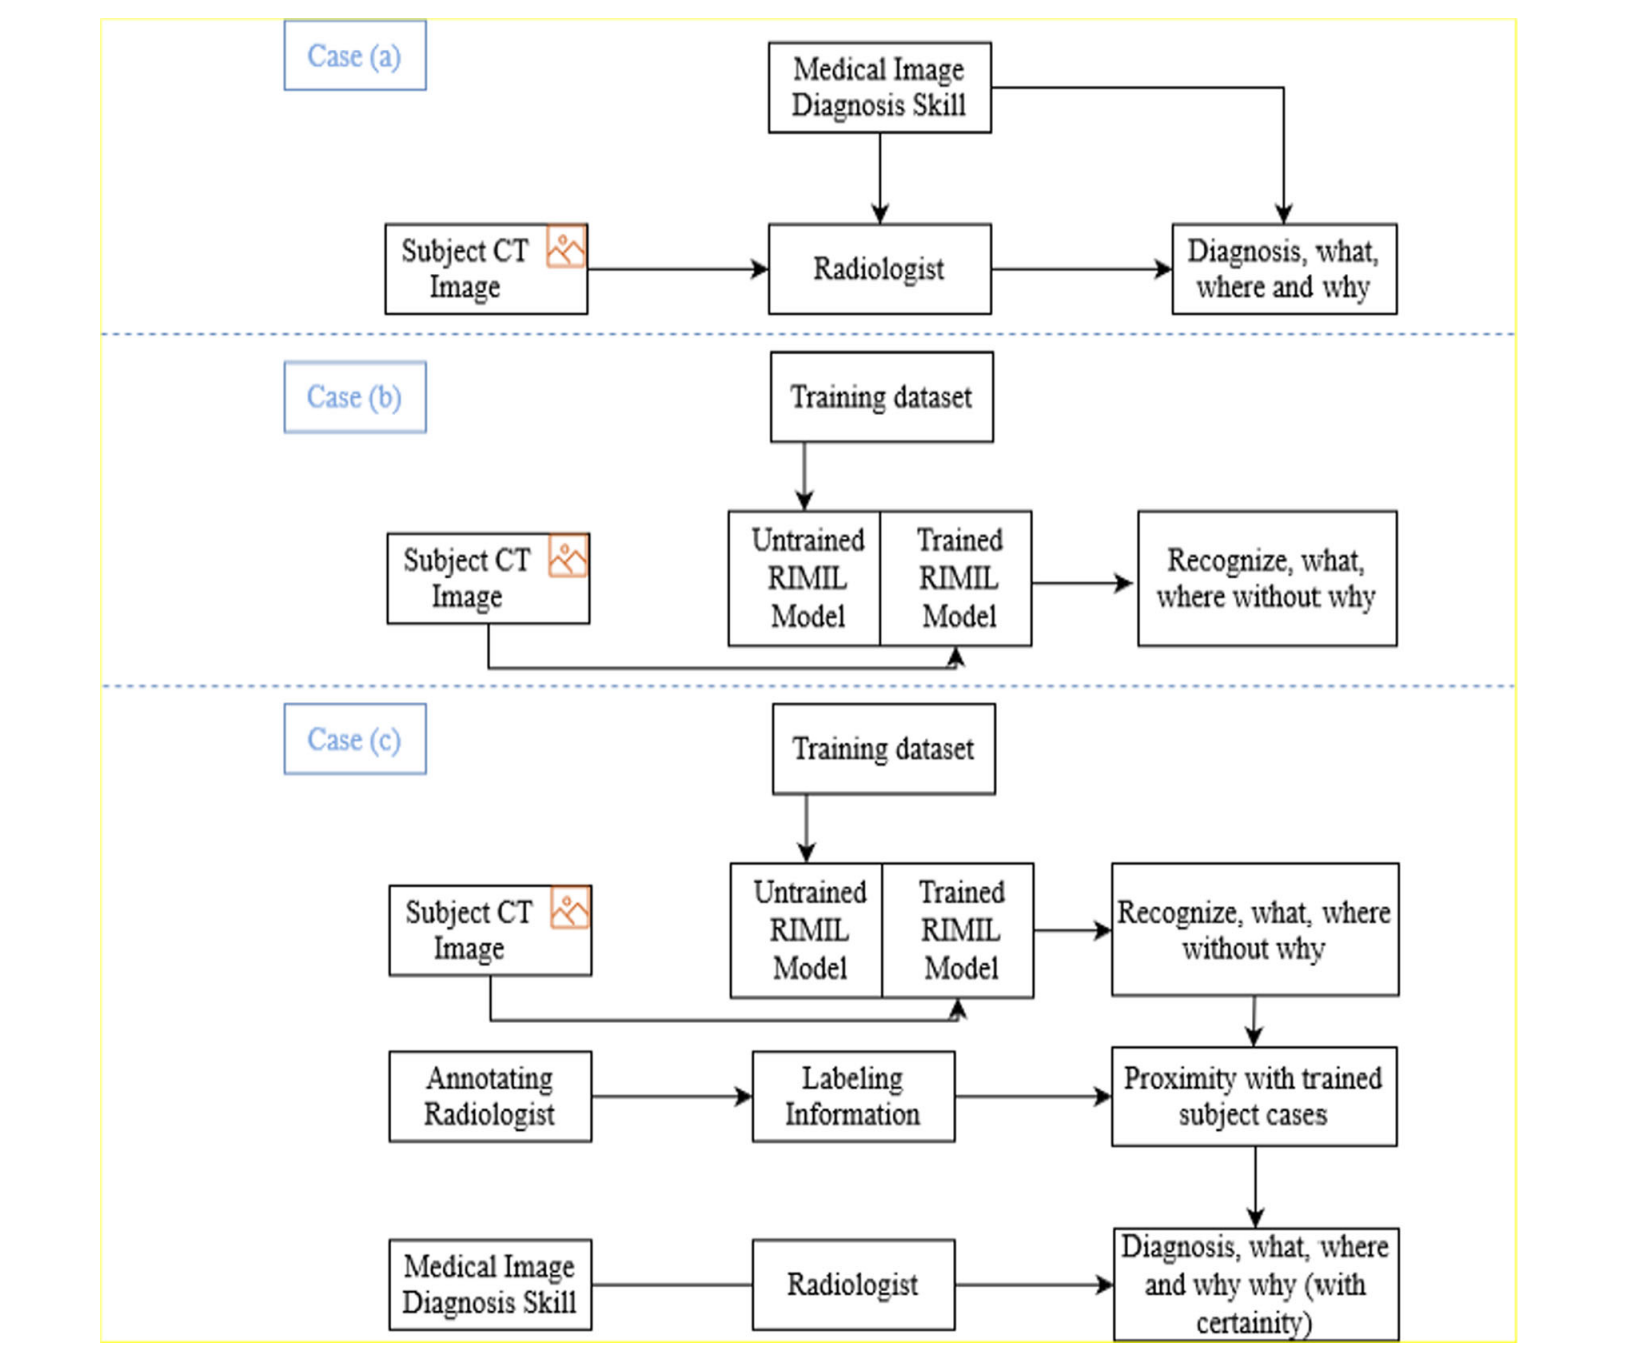 Case (a)
Medical Image
Diagnosis Skill
Subject CT
Image
Radiologist
Diagnosis, what,
where and why
Case (b)
Training dataset
Subject CT
Image
Untrained
RIMIL
Model
Trained
RIMIL
Model
Recognize, what,
where without why
Case (c)
Training dataset
Subject CT
Image
Untrained
RIMIL
Model
Trained
RIMIL
Model
Recognize, what, where
without why
Annotating
Radiologist
Labeling
Information
Proximity with trained
subject cases
Medical Image
Diagnosis Skill
Radiologist
Diagnosis, what, where
and why why (with
certainity)